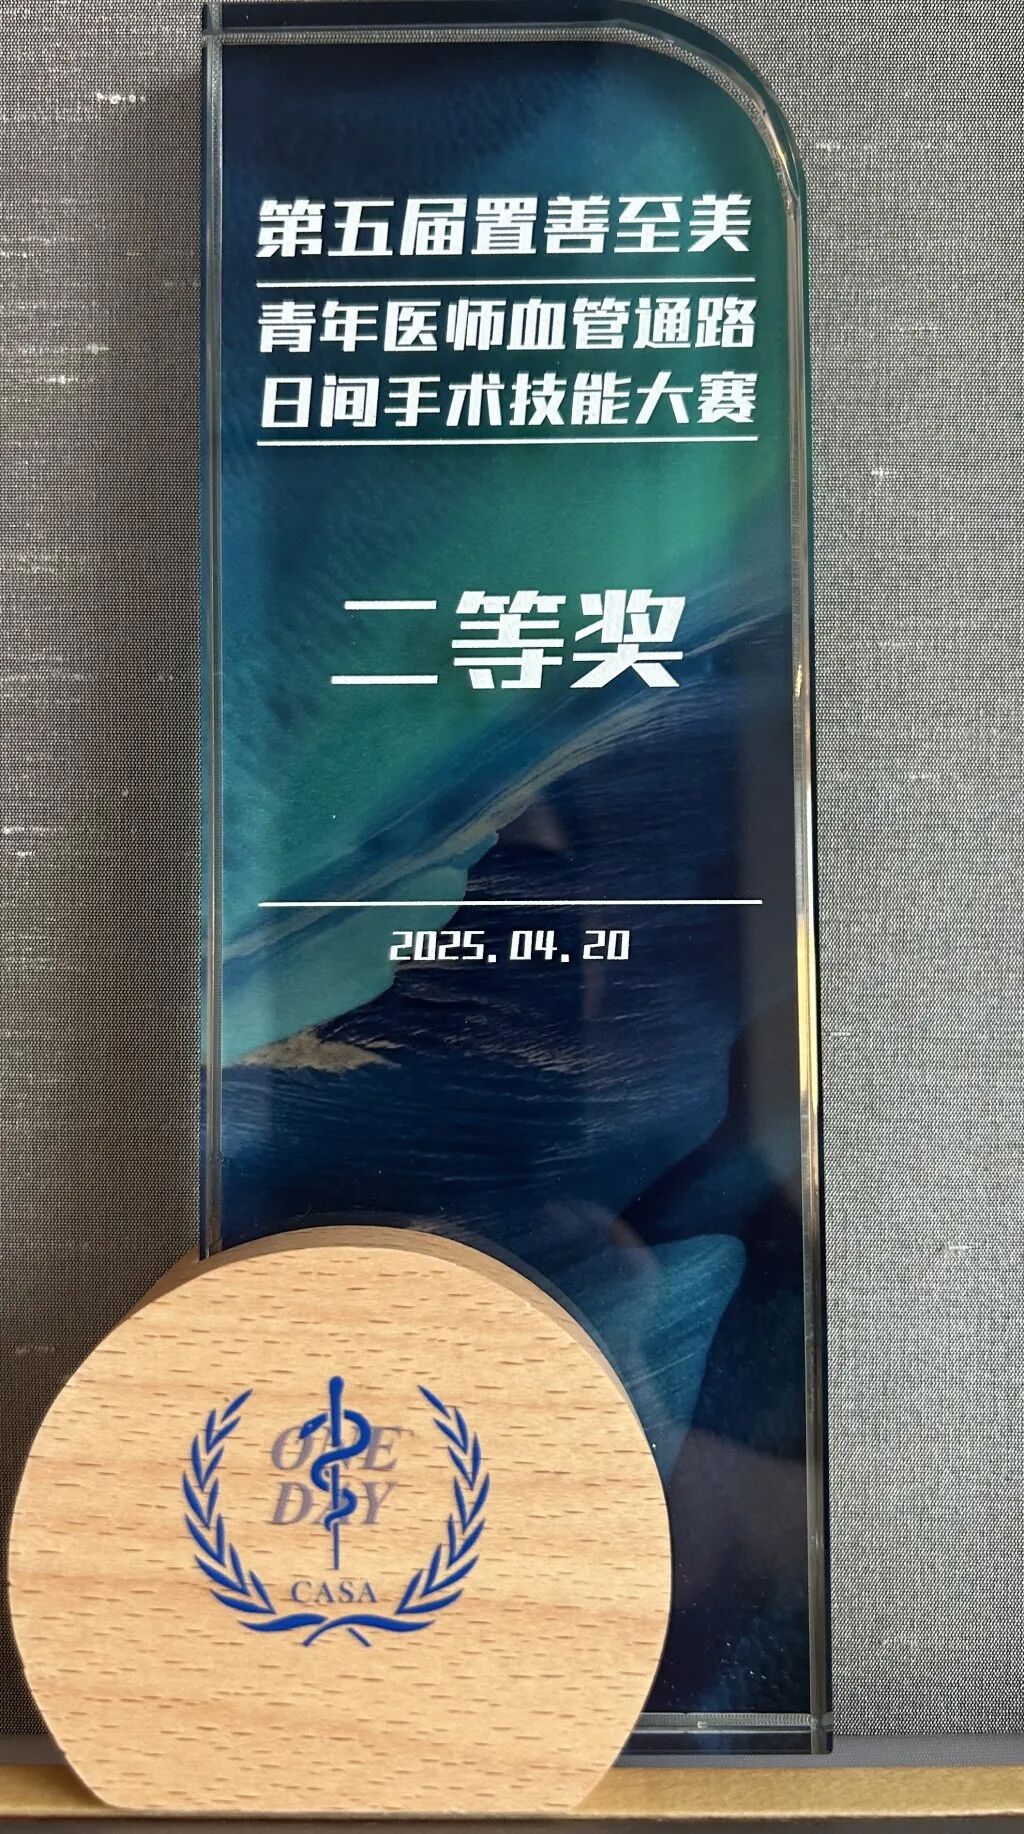 第五届置善至美
青年医师血管通路
日间手术技能大赛
二等奖
2025.04.20
ONE
DAY
CASA